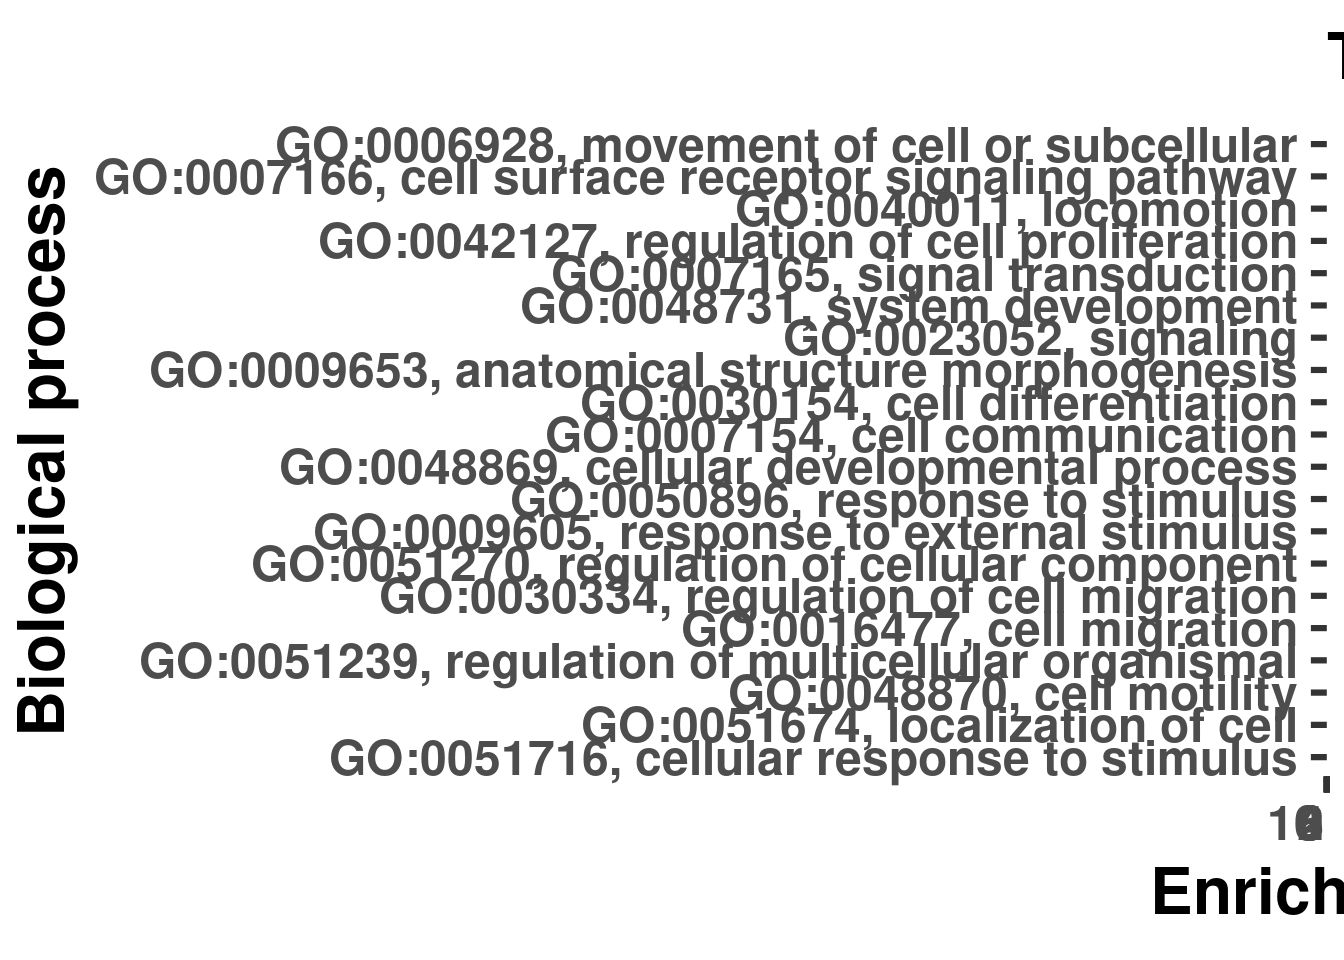 T
Biological process
GO:0006928, movement of cell or subcellular
GO:0007166, cell surface receptor signaling pathway
GO:0040011, locomotion
GO:0042127, regulation of cell proliferation
GO:0007165, signal transduction
GO:0048731, system development
GO:0023052, signaling
GO:0009653, anatomical structure morphogenesis
GO:0030154, cell differentiation
GO:0007154, cell communication
GO:0048869, cellular developmental process
GO:0050896, response to stimulus
GO:0009605, response to external stimulus
GO:0051270, regulation of cellular component
GO:0030334, regulation of cell migration
GO:0016477, cell migration
GO:0051239, regulation of multicellular organismal
GO:0048870, cell motility
GO:0051674, localization of cell
GO:0051716, cellular response to stimulus
Enrich